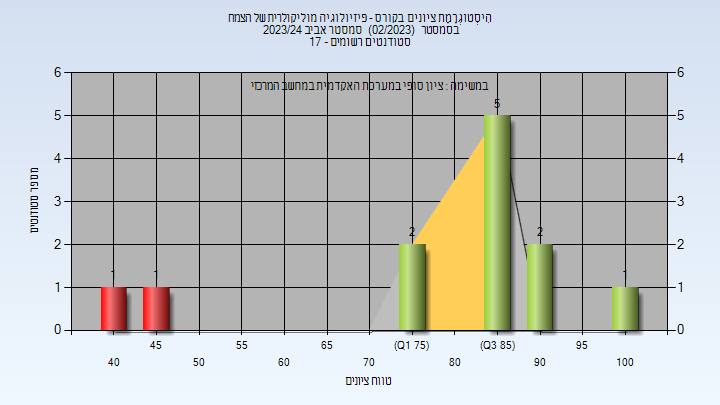 היסטוגרמת ציונים בקורס - פיזיולוגיה מולקולרית של הצמח
בסמסטר (02/2023) סמסטר אביב 2023/24
סטודנטים רשומים - 17
במשימה : ציון סופי במערכת האקדמית במחשב המרכזי
6 6
5 5 5
4 4
3 3
2 2 2 2
1 1 1 1 1
0 0
45 55 65 (Q1 75) (Q3 85) 95
40 50 60 70 80 90 100
מספר סטודנטים
טווח ציונים